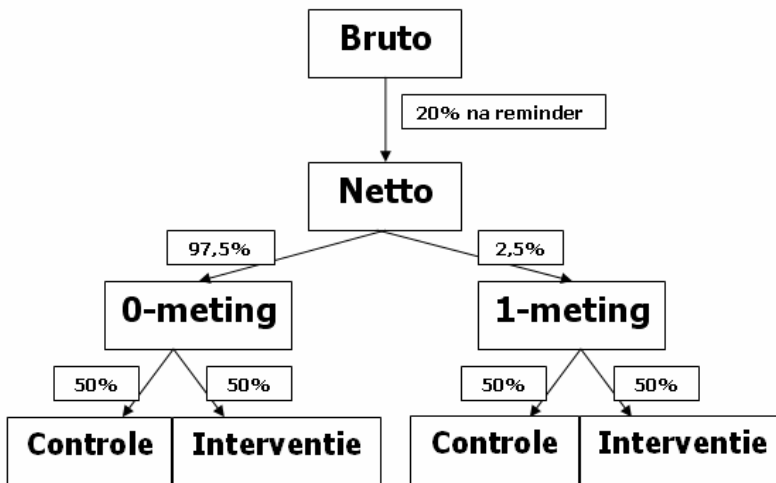 Bruto
20% na reminder
Netto
97,5%
2,5%
0-meting
1-meting
50%
50%
50%
50%
Controle
Interventie
Controle
Interventie